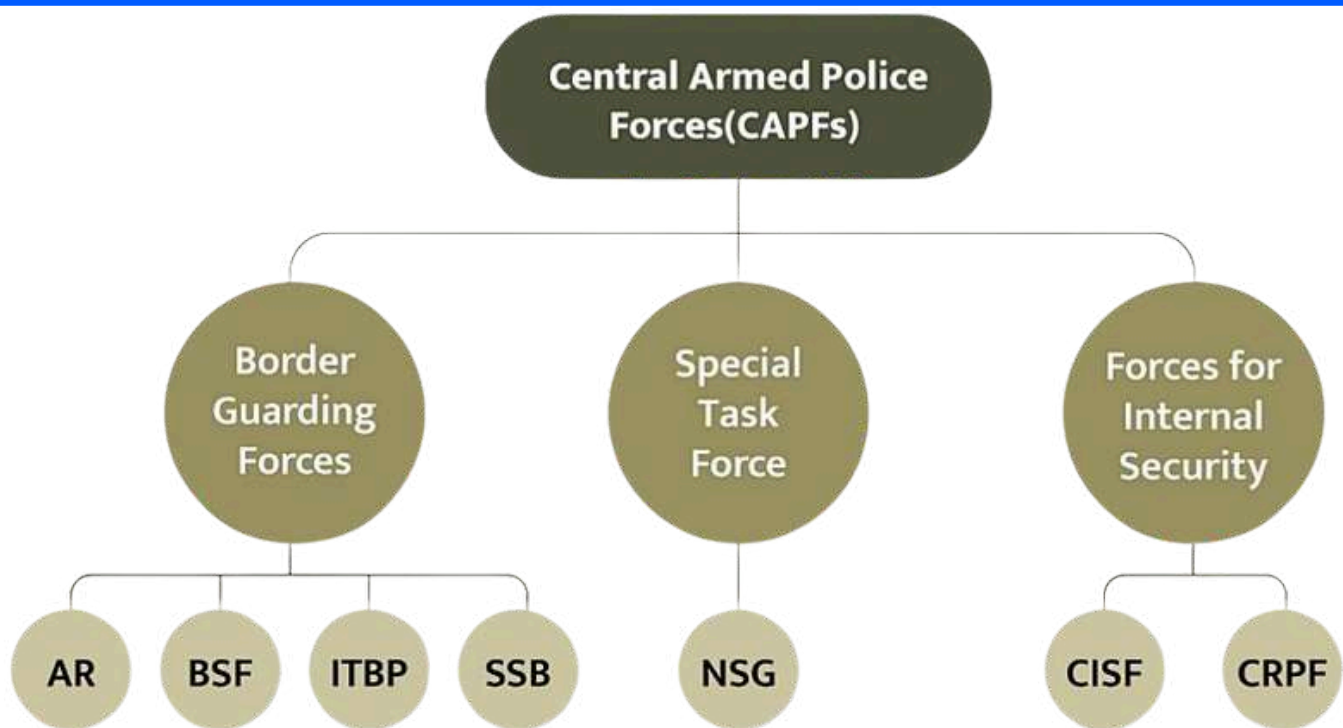 Central Armed Police
Forces(CAPFs)
Border
Guarding
Forces
Special
Task
Force
Forces for
Internal
Security
AR
BSF
ITBP
SSB
NSG
CISF
CRPF